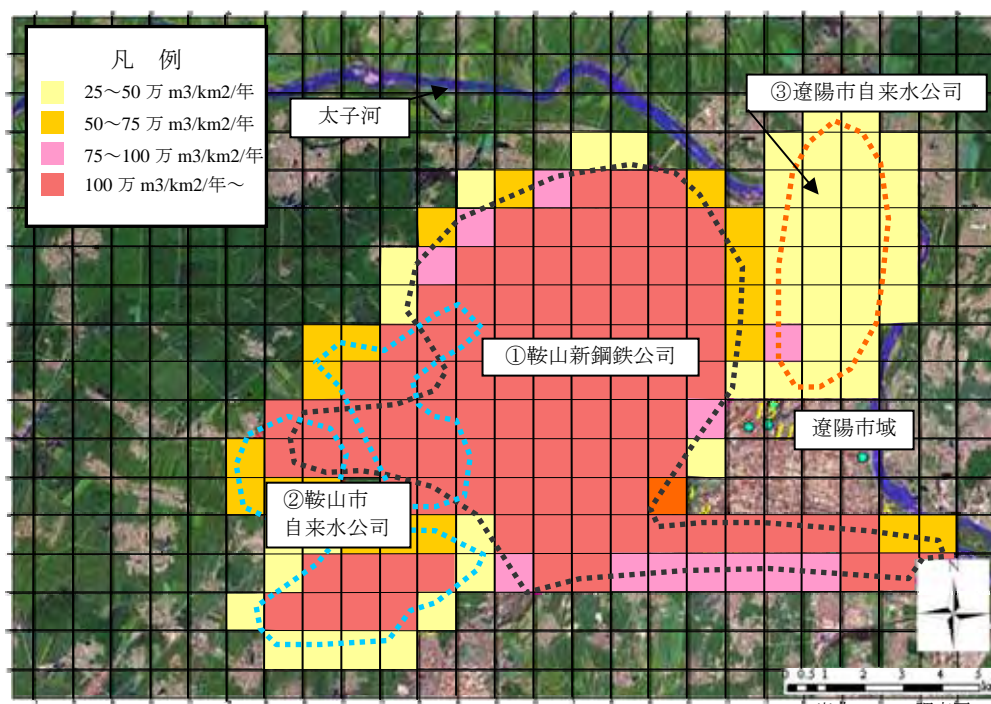 凡 例
25～50 万 m3/km2/年
50～75 万 m3/km2/年
75～100 万 m3/km2/年
100 万 m3/km2/年～
太子河
③遼陽市自来水公司
①鞍山新鋼鉄公司
遼陽市域
②鞍山市
自来水公司
N
0 0.5 1 2 3 4 5